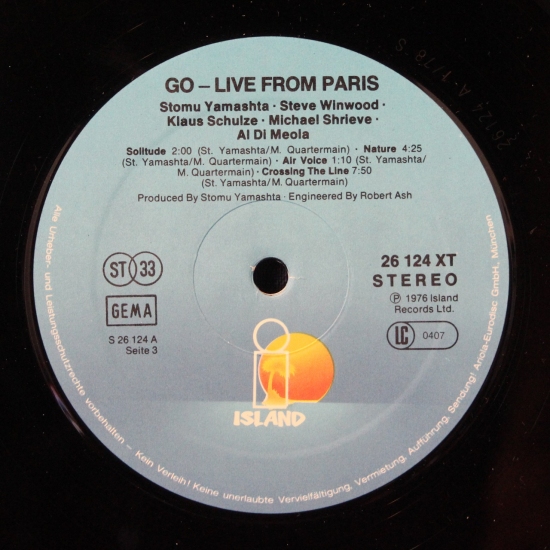 GO – LIVE FROM PARIS
Stomu Yamashta · Steve Winwood ·
Klaus Schulze · Michael Shrieve ·
Al Di Meola
Solitude 2:00 (St. Yamashta/M. Quartermain) · Nature 4:25
(St. Yamashta/M. Quartermain) · Air Voice 1:10 (St. Yamashta/
M. Quartermain) · Crossing The Line 7:50
(St. Yamashta/M. Quartermain)
Produced By Stomu Yamashta · Engineered By Robert Ash
ST 33
GEMA
S 26 124 A
Seite 3
26 124 XT
STEREO
℗ 1976 Island
Records Ltd.
LC 0407
ISLAND
Alle Urheber- und Leistungsschutzrechte vorbehalten – Kein Verleih! Keine unerlaubte Vervielfältigung, Vermietung, Aufführung, Sendung! Ariola-Eurodisc GmbH., München